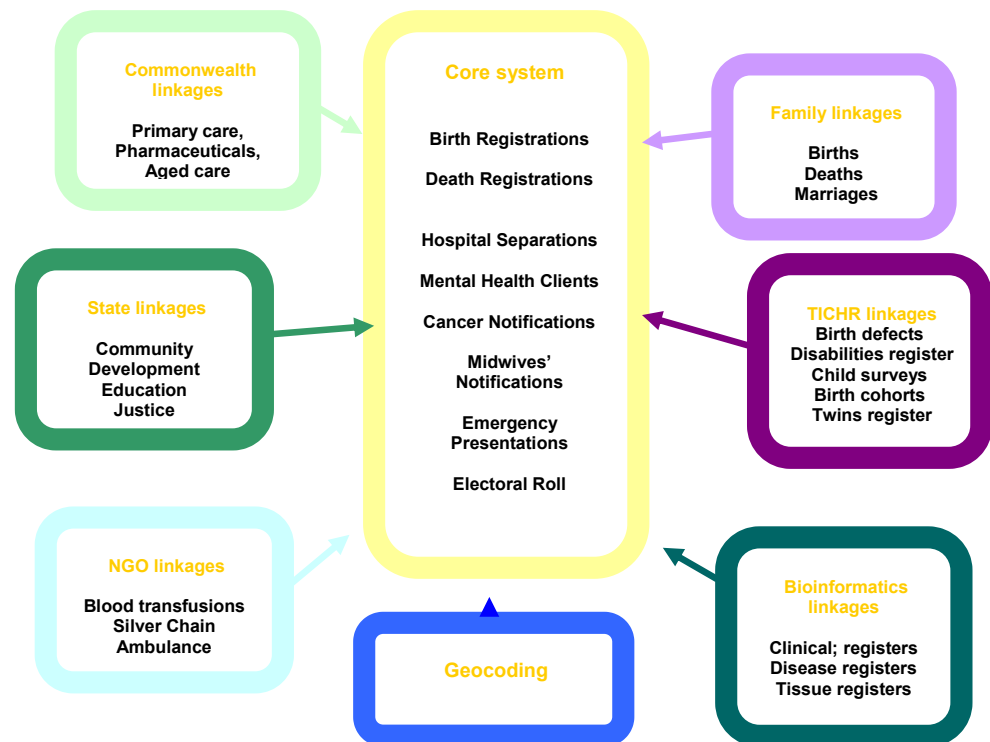 Commonwealth
linkages
Primary care,
Pharmaceuticals,
Aged care
State linkages
Community
Development
Education
Justice
NGO linkages
Blood transfusions
Silver Chain
Ambulance
Core system
Birth Registrations
Death Registrations
Hospital Separations
Mental Health Clients
Cancer Notifications
Midwives’
Notifications
Emergency
Presentations
Electoral Roll
Geocoding
Family linkages
Births
Deaths
Marriages
TICHR linkages
Birth defects
Disabilities register
Child surveys
Birth cohorts
Twins register
Bioinformatics
linkages
Clinical; registers
Disease registers
Tissue registers